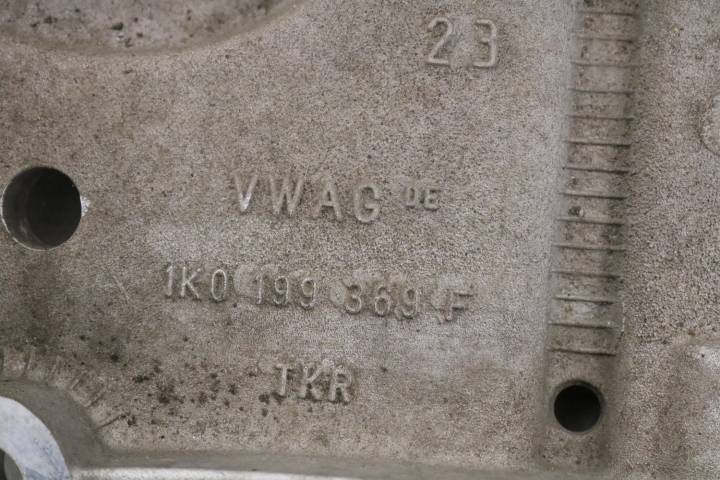 23
VWAG DE
1K0 199 369 F
TKR